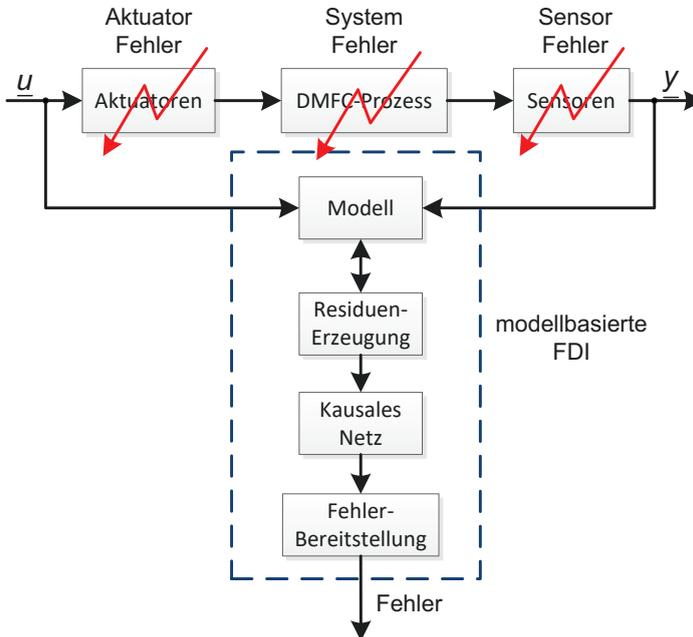 Aktuator
Fehler
System
Fehler
Sensor
Fehler
u
Aktuatoren
DMFC-Prozess
Sensoren
y
Modell
Residuen-
Erzeugung
modellbasierte
FDI
Kausales
Netz
Fehler-
Bereitstellung
Fehler